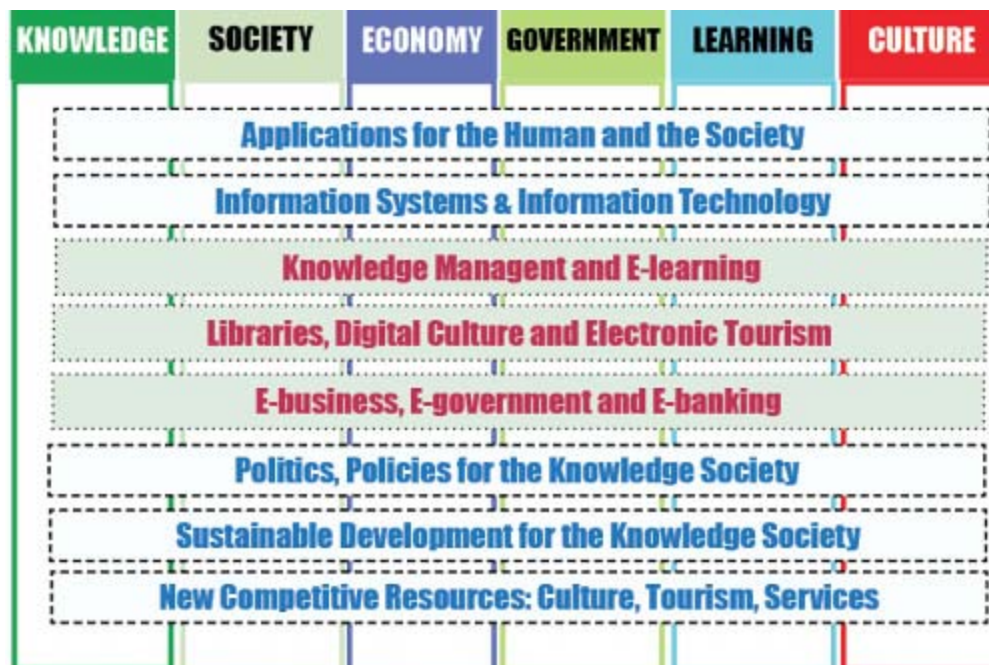 KNOWLEDGE SOCIETY ECONOMY GOVERNMENT LEARNING CULTURE
Applications for the Human and the Society
Information Systems & Information Technology
Knowledge Managent and E-learning
Libraries, Digital Culture and Electronic Tourism
E-business, E-government and E-banking
Politics, Policies for the Knowledge Society
Sustainable Development for the Knowledge Society
New Competitive Resources: Culture, Tourism, Services